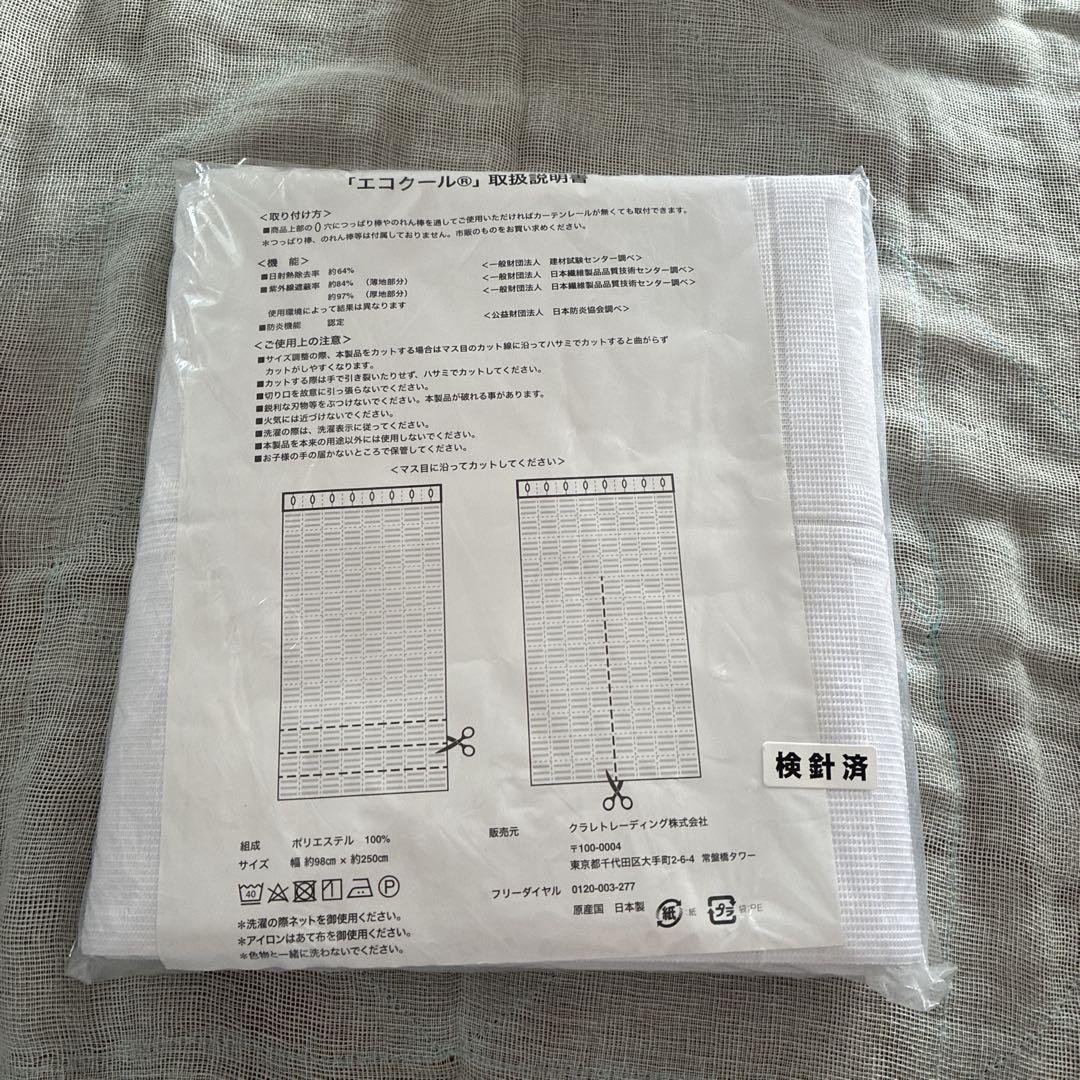 「エコクール®」取扱説明書
＜取り付け方＞
■商品上部の0穴につっぱり棒やのれん棒を通してご使用いただければカーテンレールが無くても取付できます。
＊つっぱり棒、のれん棒等は付属しておりません。市販のものをお買い求めください。
＜機　能＞
■日射熱除去率　約64%　＜一般財団法人　建材試験センター調べ＞
■紫外線遮蔽率　約84%　（薄地部分）　＜一般財団法人　日本繊維製品品質技術センター調べ＞
約97%　（厚地部分）　＜一般財団法人　日本繊維製品品質技術センター調べ＞
使用環境によって結果は異なります
■防炎機能　認定　＜公益財団法人　日本防炎協会調べ＞
＜ご使用上の注意＞
■サイズ調整の際、本製品をカットする場合はマス目のカット線に沿ってハサミでカットすると曲がらず
カットがしやすくなります。
■カットする際は手で引き裂いたりせず、ハサミでカットしてください。
■切り口を故意に引っ張らないでください。
■鋭利な刃物等をぶつけないでください。本製品が破れる事があります。
■火気には近づけないでください。
■洗濯の際は、洗濯表示に従ってください。
■本製品を本来の用途以外には使用しないでください。
■お子様の手の届かないところで保管してください。
＜マス目に沿ってカットしてください＞
検針済
組成　ポリエステル　100%
サイズ　幅 約98㎝ × 約250㎝
40
P
＊洗濯の際ネットを御使用ください。
＊アイロンはあて布を御使用ください。
＊色物と一緒に洗わないでください。
販売元　クラレトレーディング株式会社
〒100-0004
東京都千代田区大手町2-6-4　常盤橋タワー
フリーダイヤル　0120-003-277
原産国　日本製
紙 :紙 プラ 袋:PE